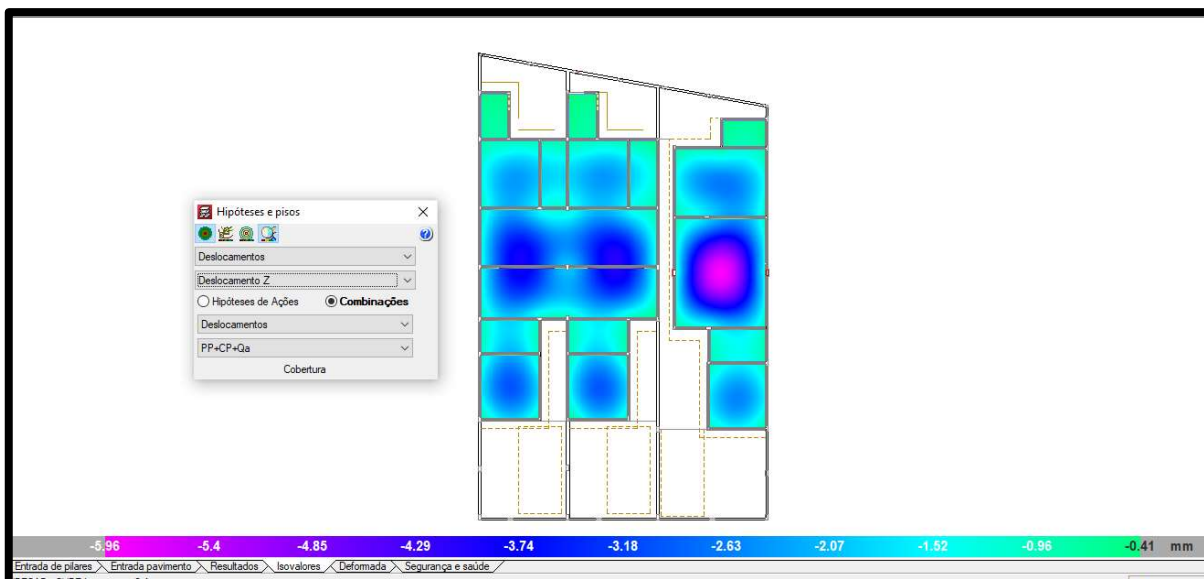 Hipóteses e pisos
Deslocamentos
Deslocamento Z
Hipóteses de Ações Combinações
Deslocamentos
PP+CP+Qa
Cobertura
-5.96 -5.4 -4.85 -4.29 -3.74 -3.18 -2.63 -2.07 -1.52 -0.96 -0.41 mm
Entrada de pilares Entrada pavimento Resultados Isovalores Deformada Segurança e saúde